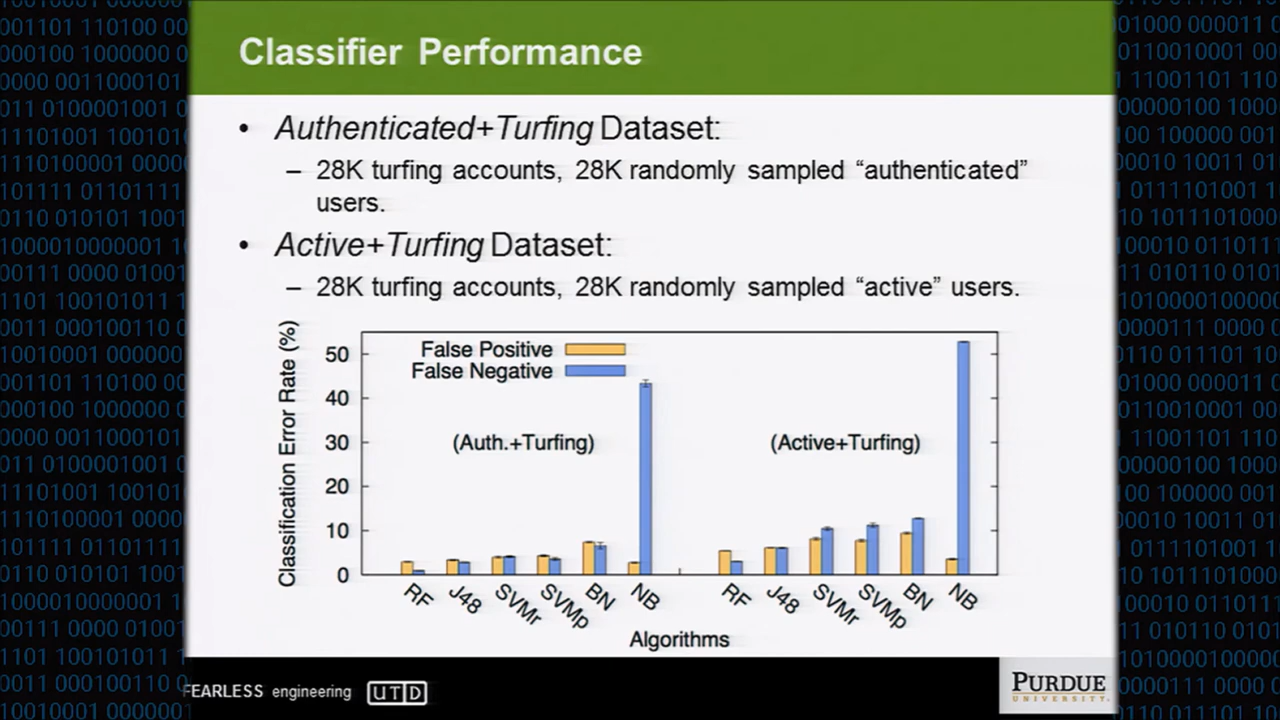 Classifier Performance
• Authenticated+Turfing Dataset:
– 28K turfing accounts, 28K randomly sampled “authenticated”
users.
• Active+Turfing Dataset:
– 28K turfing accounts, 28K randomly sampled “active” users.
Classification Error Rate (%)
False Positive
False Negative
50
40
30
20
10
0
(Auth.+Turfing)
(Active+Turfing)
RF J48 SVMr SVMp BN NB RF J48 SVMr SVMp BN NB
Algorithms
FEARLESS engineering UTD
PURDUE
UNIVERSITY